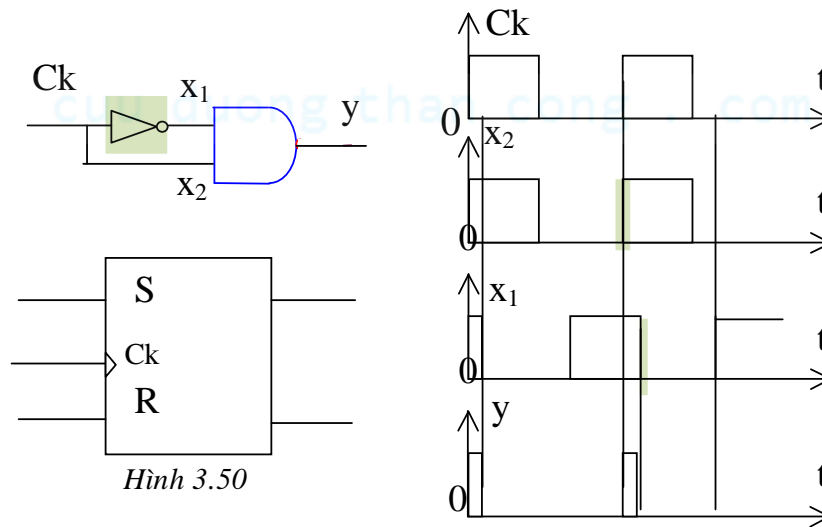 Ck
x₁
x₂
y
S
Ck
R
Hình 3.50
Ck
t
0
x₂
t
0
x₁
t
0
y
t
0
cuu duong than cong . com